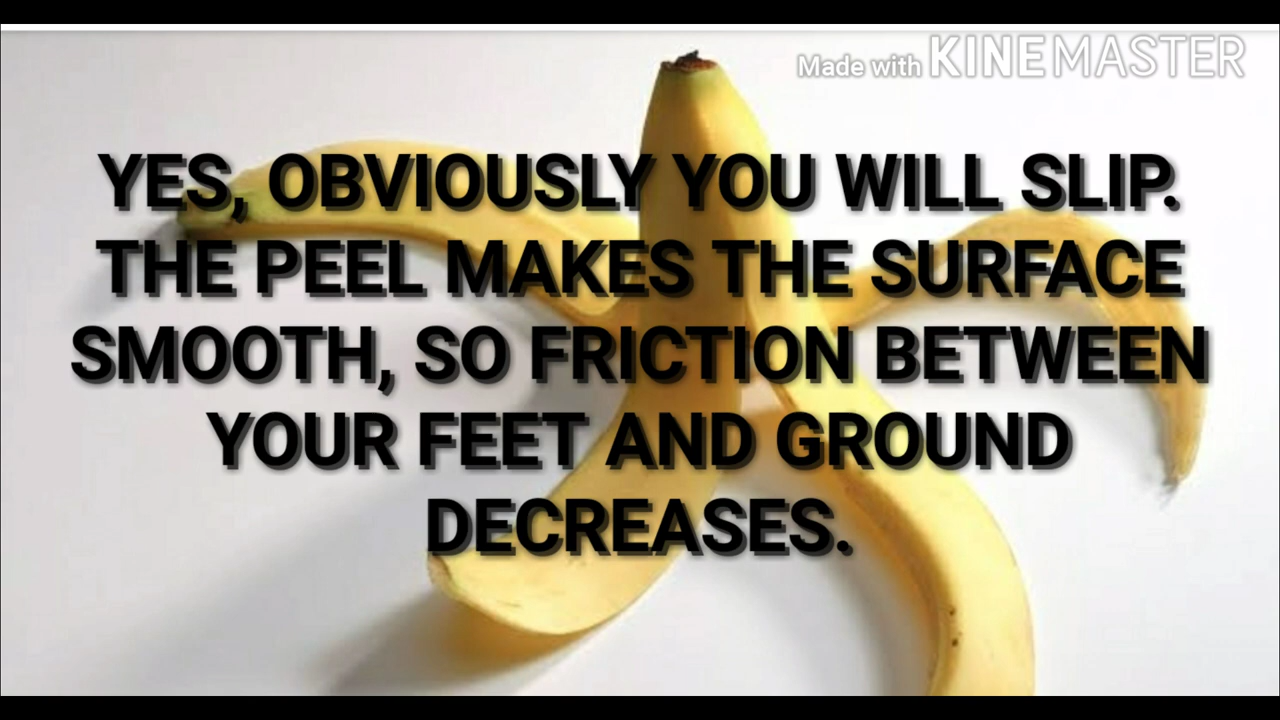 Made with KINEMASTER
YES, OBVIOUSLY YOU WILL SLIP.
THE PEEL MAKES THE SURFACE
SMOOTH, SO FRICTION BETWEEN
YOUR FEET AND GROUND
DECREASES.